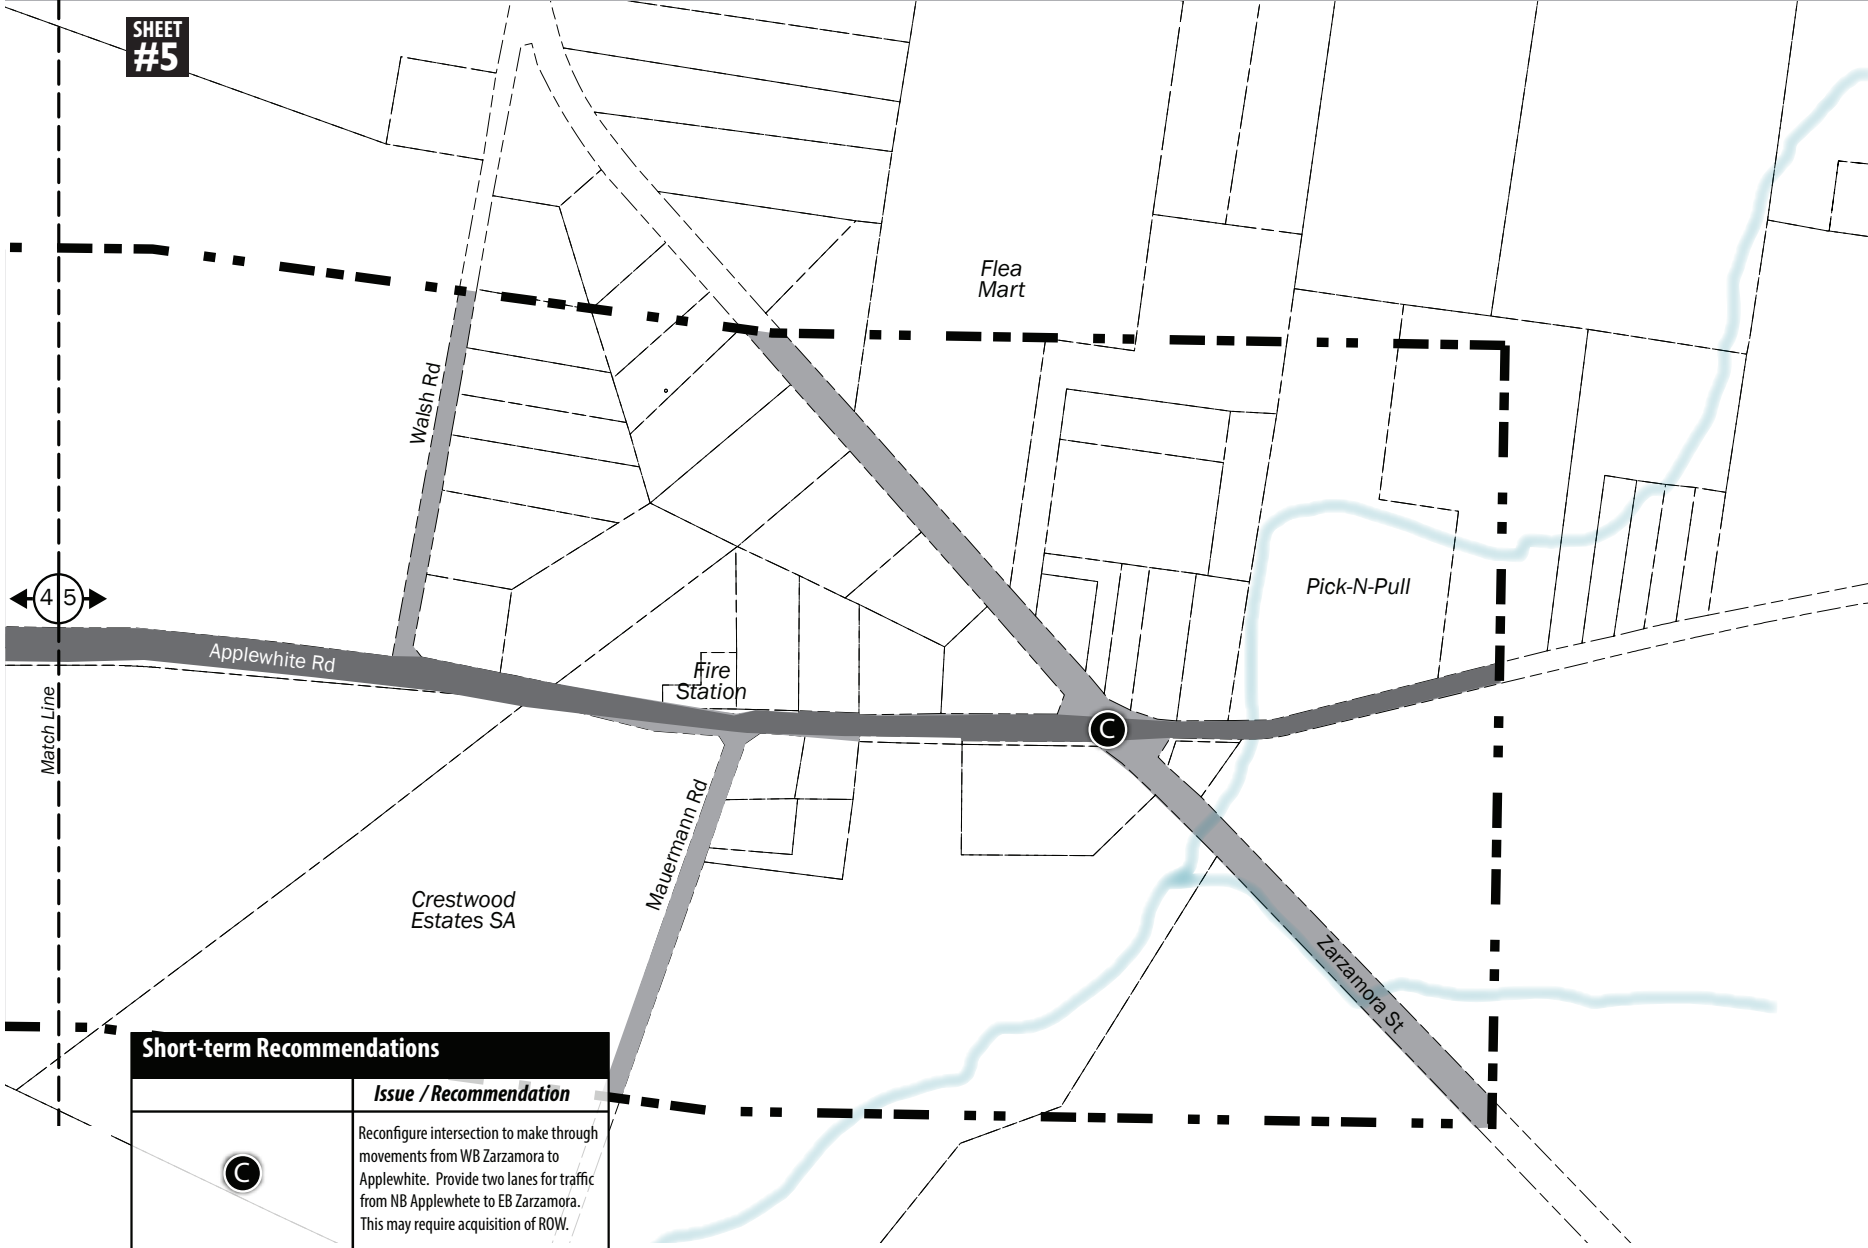 SHEET
#5
Flea
Mart
Walsh Rd
Pick-N-Pull
4 5
Applewhite Rd
Fire
Station
C
Match Line
Mauermann Rd
Crestwood
Estates SA
Zarzamora St
Short-term Recommendations
Issue / Recommendation
C
Reconfigure intersection to make through
movements from WB Zarzamora to
Applewhite. Provide two lanes for traffic
from NB Applewhete to EB Zarzamora.
This may require acquisition of ROW.